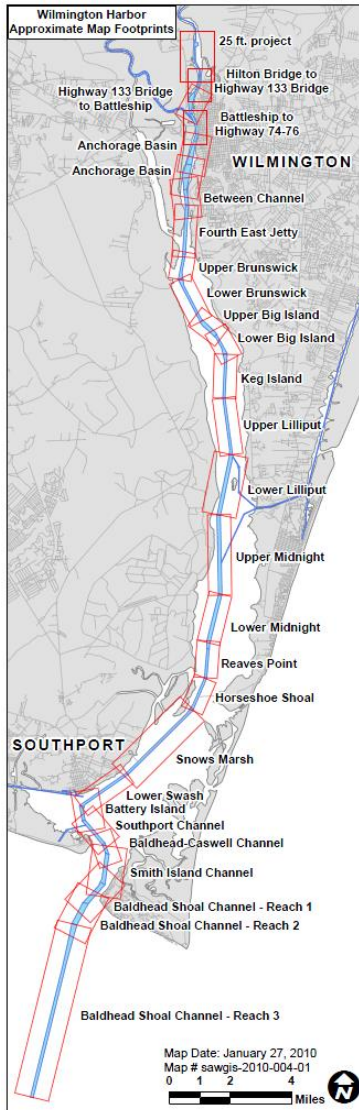 Wilmington Harbor
Approximate Map Footprints
25 ft. project
Hilton Bridge to
Highway 133 Bridge
Highway 133 Bridge
to Battleship
Battleship to
Highway 74-76
Anchorage Basin
WILMINGTON
Anchorage Basin
Between Channel
Fourth East Jetty
Upper Brunswick
Lower Brunswick
Upper Big Island
Lower Big Island
Keg Island
Upper Lilliput
Lower Lilliput
Upper Midnight
Lower Midnight
Reaves Point
Horseshoe Shoal
SOUTHPORT
Snows Marsh
Lower Swash
Battery Island
Southport Channel
Baldhead-Caswell Channel
Smith Island Channel
Baldhead Shoal Channel - Reach 1
Baldhead Shoal Channel - Reach 2
Baldhead Shoal Channel - Reach 3
Map Date: January 27, 2010
Map # sawgis-2010-004-01
0 1 2 4
Miles
N